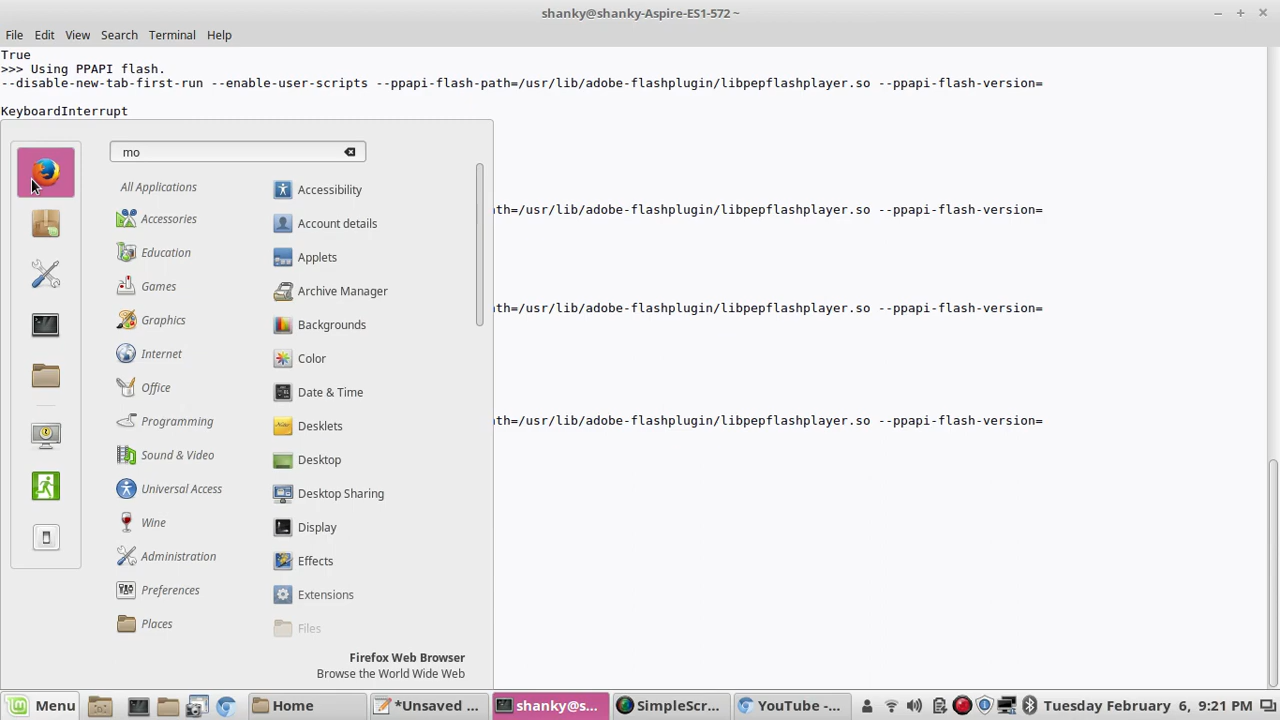 shanky@shanky-Aspire-ES1-572 ~
File Edit View Search Terminal Help
True
>>> Using PPAPI flash.
--disable-new-tab-first-run --enable-user-scripts --ppapi-flash-path=/usr/lib/adobe-flashplugin/libpepflashplayer.so --ppapi-flash-version=
KeyboardInterrupt
ath=/usr/lib/adobe-flashplugin/libpepflashplayer.so --ppapi-flash-version=
ath=/usr/lib/adobe-flashplugin/libpepflashplayer.so --ppapi-flash-version=
ath=/usr/lib/adobe-flashplugin/libpepflashplayer.so --ppapi-flash-version=
mo
All Applications
Accessories
Education
Games
Graphics
Internet
Office
Programming
Sound & Video
Universal Access
Wine
Administration
Preferences
Places
Accessibility
Account details
Applets
Archive Manager
Backgrounds
Color
Date & Time
Desklets
Desktop
Desktop Sharing
Display
Effects
Extensions
Files
Firefox Web Browser
Browse the World Wide Web
Menu Home *Unsaved ... shanky@s... SimpleScr... YouTube -... Tuesday February 6, 9:21 PM